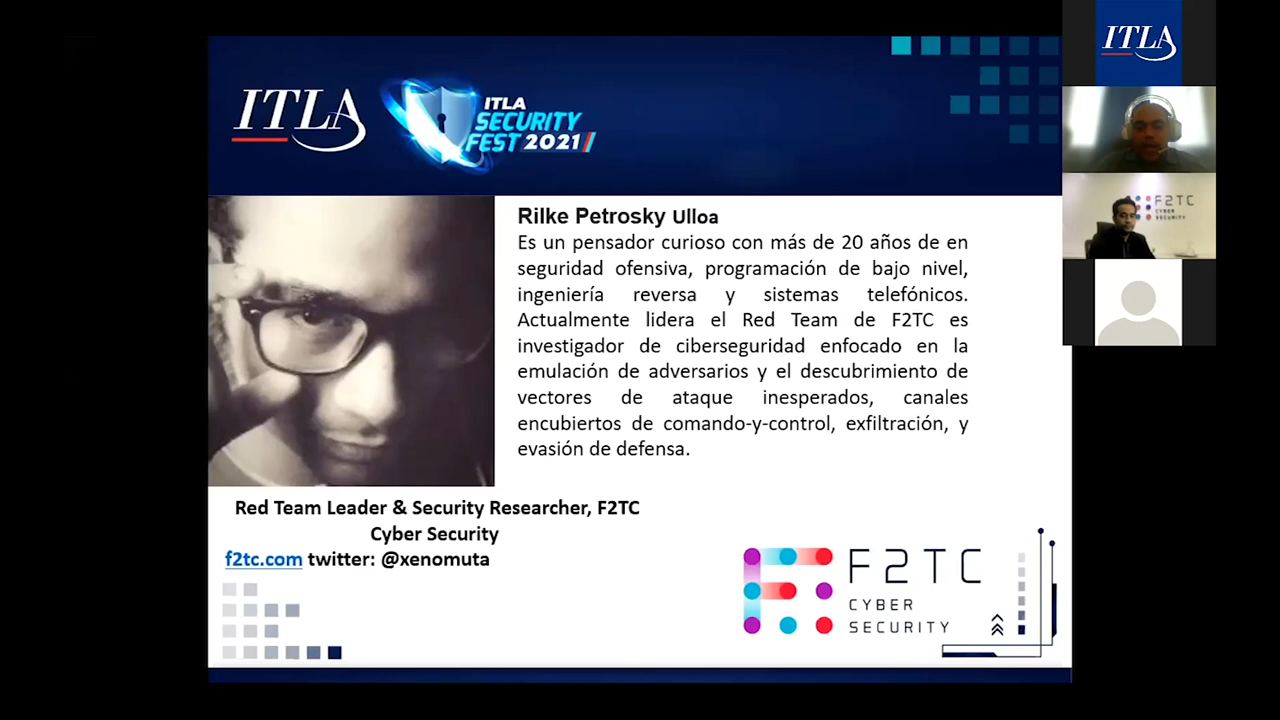 ITLA
ITLA
ITLA
SECURITY
FEST 2021
Rilke Petrosky Ulloa
Es un pensador curioso con más de 20 años de en
seguridad ofensiva, programación de bajo nivel,
ingeniería reversa y sistemas telefónicos.
Actualmente lidera el Red Team de F2TC es
investigador de ciberseguridad enfocado en la
emulación de adversarios y el descubrimiento de
vectores de ataque inesperados, canales
encubiertos de comando-y-control, exfiltración, y
evasión de defensa.
F2TC
CYBER
SECURITY
Red Team Leader & Security Researcher, F2TC
Cyber Security
f2tc.com twitter: @xenomuta
F2TC
CYBER
SECURITY